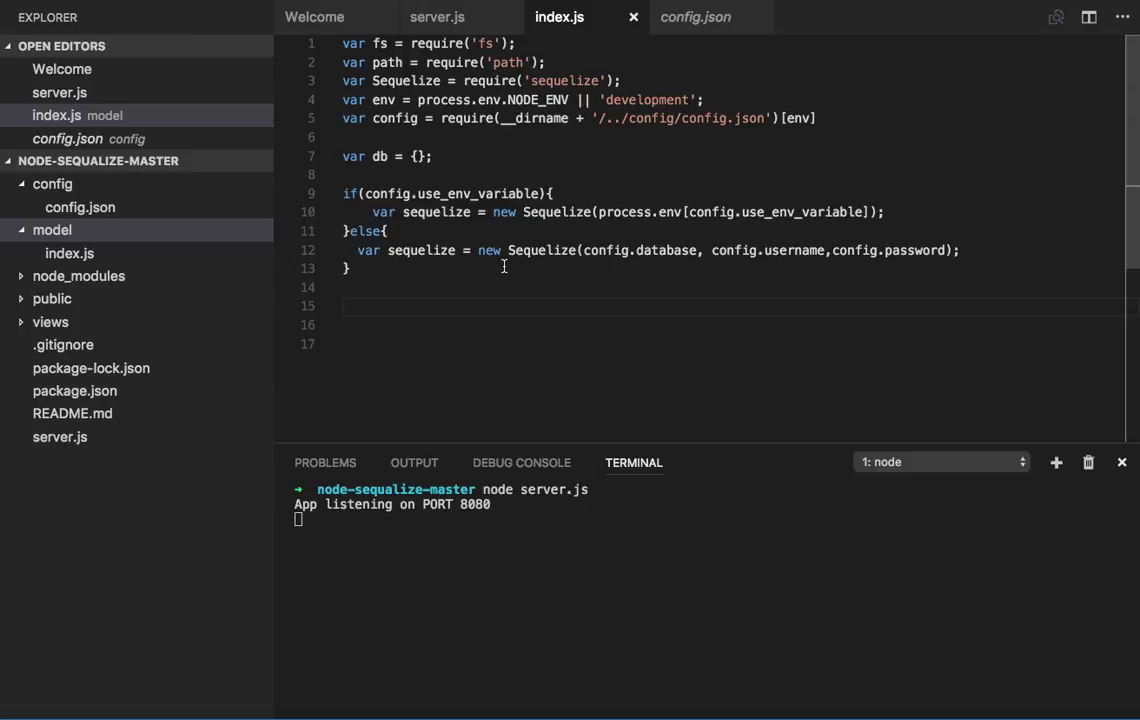 EXPLORER
Welcome
server.js
index.js
config.json
OPEN EDITORS
Welcome
server.js
index.js model
config.json config
NODE-SEQUALIZE-MASTER
config
config.json
model
index.js
node_modules
public
views
.gitignore
package-lock.json
package.json
README.md
server.js
1 var fs = require('fs');
2 var path = require('path');
3 var Sequelize = require('sequelize');
4 var env = process.env.NODE_ENV || 'development';
5 var config = require(__dirname + '/../config/config.json')[env]
6
7 var db = {};
8
9 if(config.use_env_variable){
10 var sequelize = new Sequelize(process.env[config.use_env_variable]);
11 }else{
12 var sequelize = new Sequelize(config.database, config.username,config.password);
13 }
14
15
16
17
PROBLEMS OUTPUT DEBUG CONSOLE TERMINAL 1: node
→ node-sequalize-master node server.js
App listening on PORT 8080